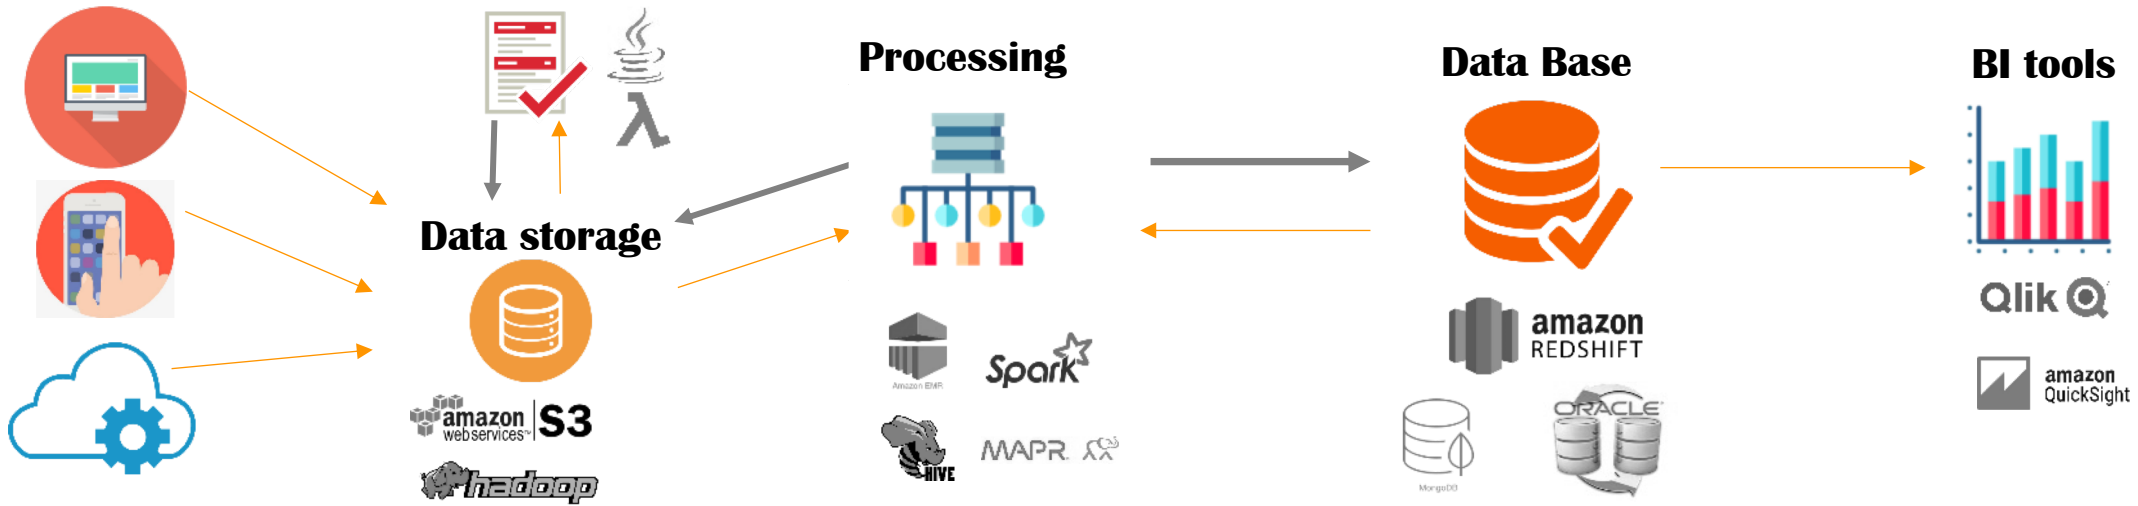 Processing
Data Base
BI tools
Data storage
amazon
webservices™
S3
hadoop
Amazon EMR
Spark
HIVE
MAPR.
amazon
REDSHIFT
MongoDB
ORACLE
Qlik
amazon
QuickSight